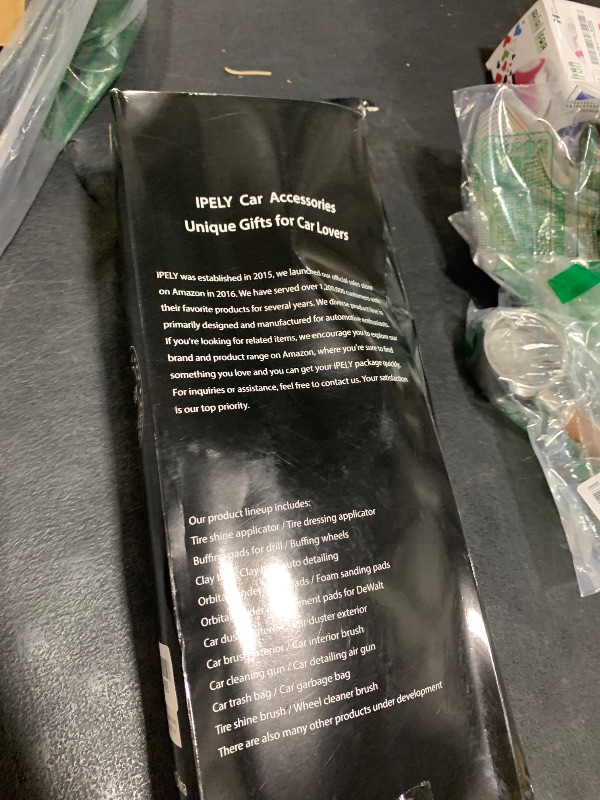 IPELY Car Accessories
Unique Gifts for Car Lovers
IPELY was established in 2015, we launched our official sales store
on Amazon in 2016. We have served over 1,200,000 customers with
their favorite products for several years. We diverse product line is
primarily designed and manufactured for automotive enthusiasts.
If you're looking for related items, we encourage you to explore our
brand and product range on Amazon, where you're sure to find
something you love and you can get your IPELY package quickly.
For inquiries or assistance, feel free to contact us. Your satisfaction
is our top priority.
Our product lineup includes:
Tire shine applicator / Tire dressing applicator
Buffing pads for drill / Buffing wheels
Clay auto detailing
pads / Foam sanding pads
pads for DeWalt
Car duster exterior
Car brush / Car interior brush
Car cleaning gun / Car detailing air gun
Car trash bag / Car garbage bag
Tire shine brush / Wheel cleaner brush
There are also many other products under development